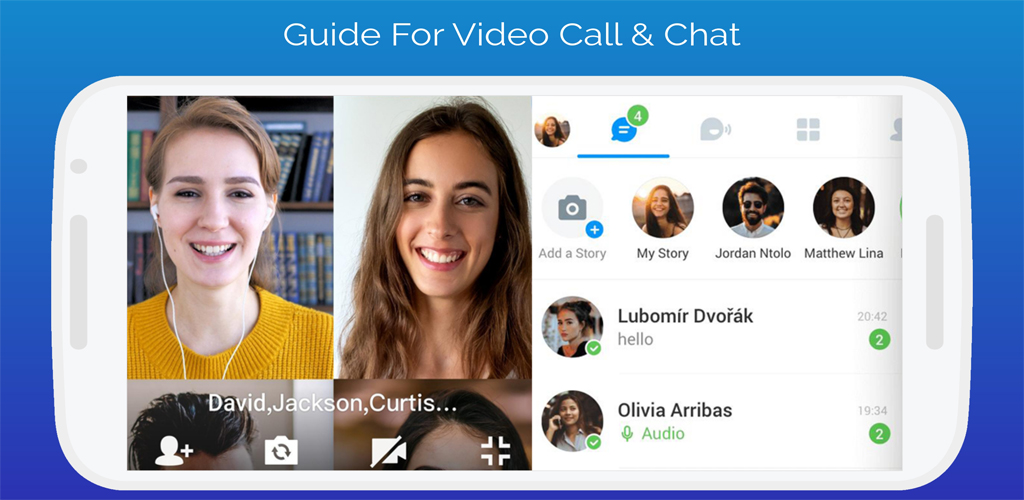 Guide For Video Call & Chat
4
Add a Story
My Story
Jordan Ntolo
Matthew Lina
Lubomír Dvořák
20:42
hello
2
David,Jackson,Curtis...
Olivia Arribas
19:34
Audio
2